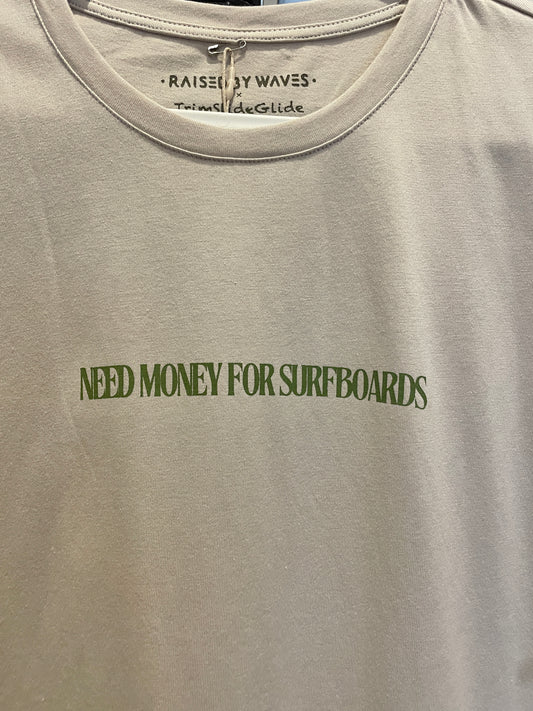 · RAISED BY WAVES ·
×
TrimSlideGlide
NEED MONEY FOR SURFBOARDS